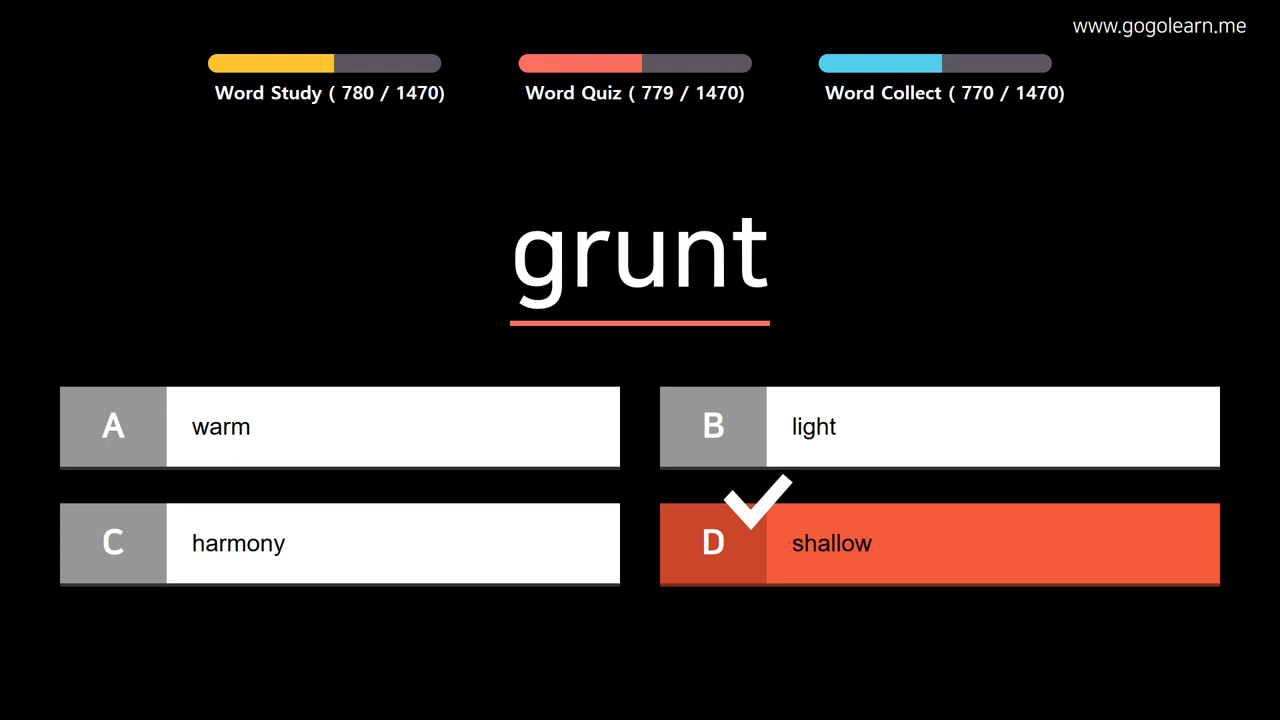 www.gogolearn.me
Word Study ( 780 / 1470)
Word Quiz ( 779 / 1470)
Word Collect ( 770 / 1470)
grunt
A warm
B light
C harmony
D shallow